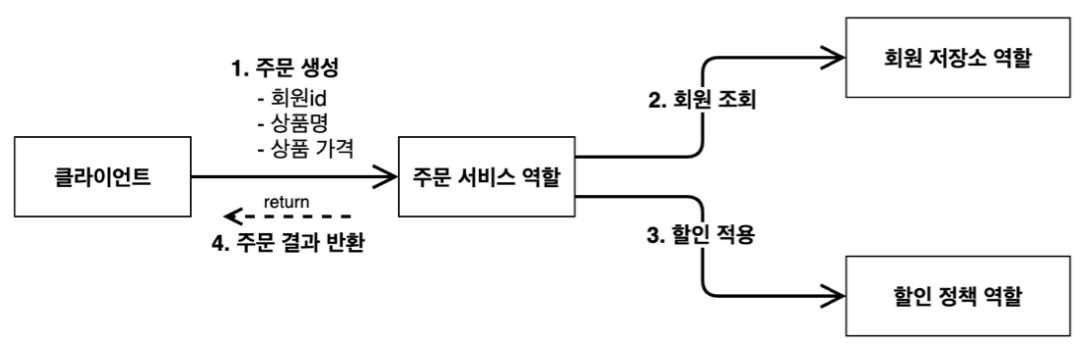 클라이언트
1. 주문 생성
- 회원id
- 상품명
- 상품 가격
return
4. 주문 결과 반환
주문 서비스 역할
2. 회원 조회
회원 저장소 역할
3. 할인 적용
할인 정책 역할